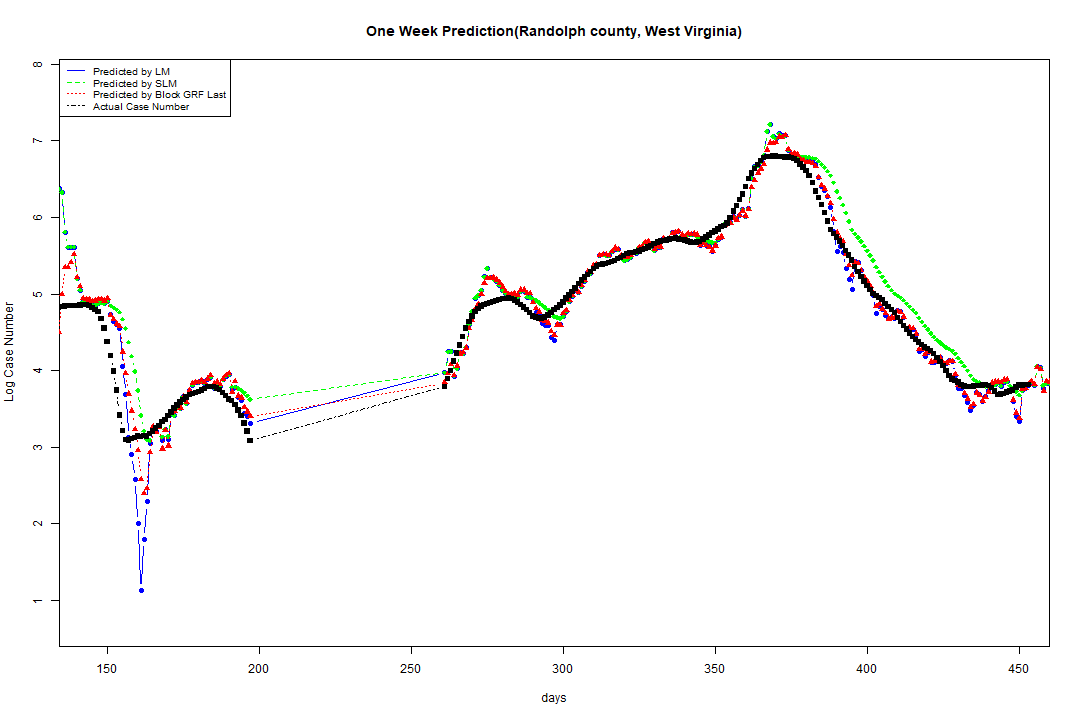 One Week Prediction(Randolph county, West Virginia)
Predicted by LM
Predicted by SLM
Predicted by Block GRF Last
Actual Case Number
Log Case Number
8
7
6
5
4
3
2
1
150 200 250 300 350 400 450
days